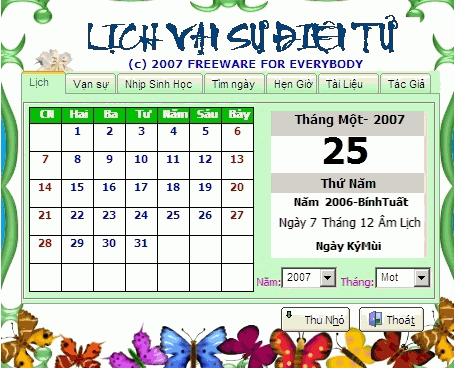 LỊCH VẠN SỰ ĐIỆN TỬ
(c) 2007 FREEWARE FOR EVERYBODY
Lịch Vạn sự Nhịp Sinh Học Tìm ngày Hẹn Giờ Tài Liệu Tác Giả
CN Hai Ba Tư Năm Sáu Bảy
1 2 3 4 5 6
7 8 9 10 11 12 13
14 15 16 17 18 19 20
21 22 23 24 25 26 27
28 29 30 31
Tháng Một- 2007
25
Thứ Năm
Năm 2006-BínhTuất
Ngày 7 Tháng 12 Âm Lịch
Ngày KỷMùi
Năm: 2007 Tháng: Mot
Thu Nhỏ Thoát